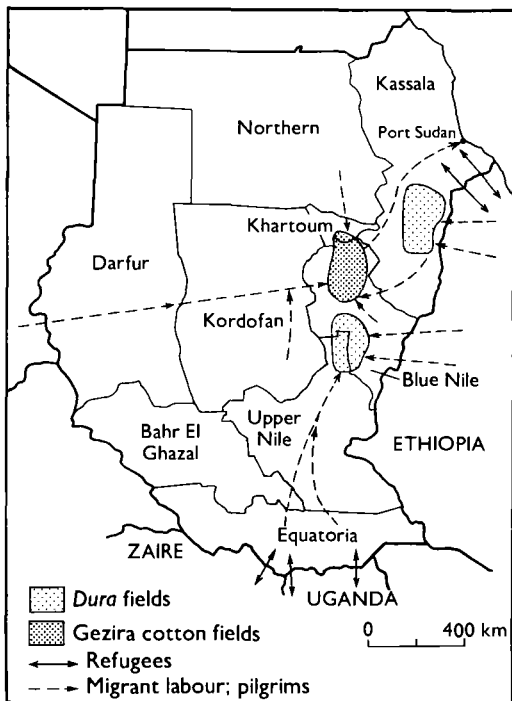 Kassala
Northern
Port Sudan
Khartoum
Darfur
Kordofan
Blue Nile
Upper
Nile
Bahr El
Ghazal
ETHIOPIA
Equatoria
ZAIRE
UGANDA
Dura fields
Gezira cotton fields
0 400 km
Refugees
Migrant labour; pilgrims